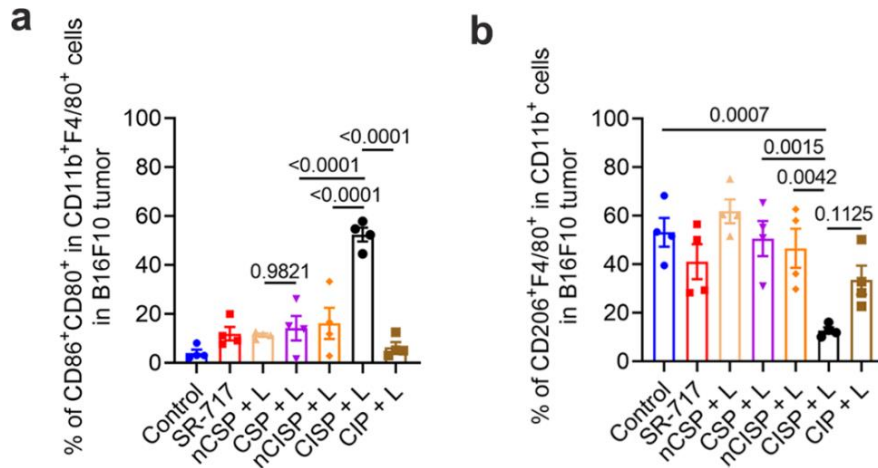 a
% of CD86⁺CD80⁺ in CD11b⁺F4/80⁺ cells
in B16F10 tumor
100
80
60
40
20
0
<0.0001
<0.0001
<0.0001
0.9821
Control
SR-717
nCSP + L
CSP + L
nCISP + L
CISP + L
CIP + L
b
% of CD206⁺F4/80⁺ in CD11b⁺ cells
in B16F10 tumor
100
80
60
40
20
0
0.0007
0.0015
0.0042
0.1125
Control
SR-717
nCSP + L
CSP + L
nCISP + L
CISP + L
CIP + L